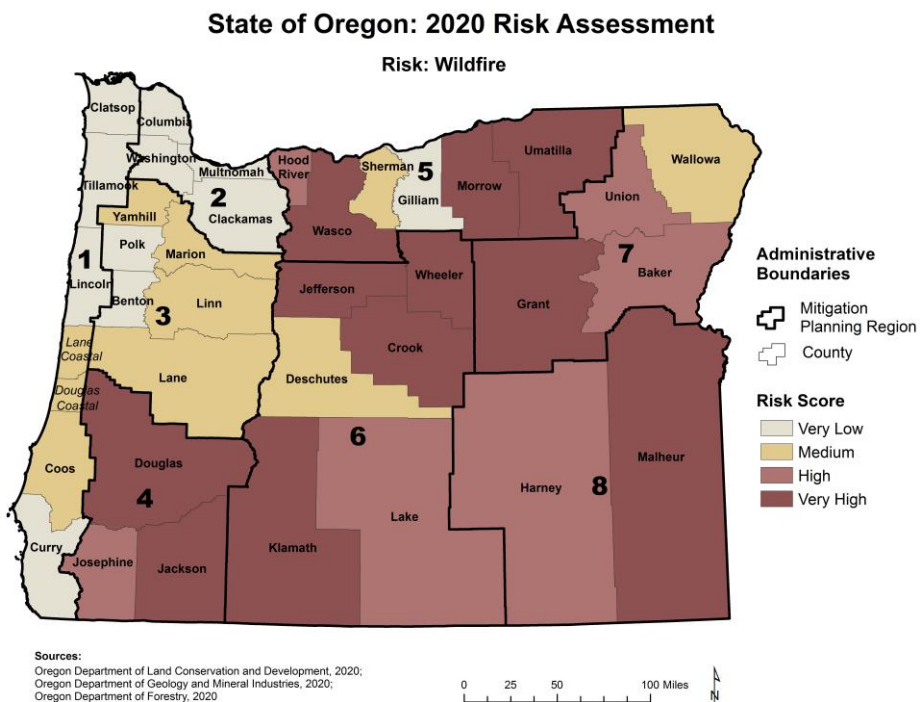 State of Oregon: 2020 Risk Assessment
Risk: Wildfire
Clatsop
Columbia
Washington
Multnomah
Hood
River
Sherman
5
Umatilla
Wallowa
Tillamook
2
Gilliam
Morrow
Union
Clackamas
Yamhill
Wasco
Polk
Marion
1
7
Wheeler
Baker
Lincoln
Jefferson
Benton
3
Linn
Grant
Lane
Coastal
Crook
Lane
Deschutes
Douglas
Coastal
6
Malheur
Coos
Douglas
Harney
8
4
Lake
Curry
Klamath
Josephine
Jackson
Administrative
Boundaries
Mitigation
Planning Region
County
Risk Score
Very Low
Medium
High
Very High
Sources:
Oregon Department of Land Conservation and Development, 2020;
Oregon Department of Geology and Mineral Industries, 2020;
Oregon Department of Forestry, 2020
0 25 50 100 Miles
N